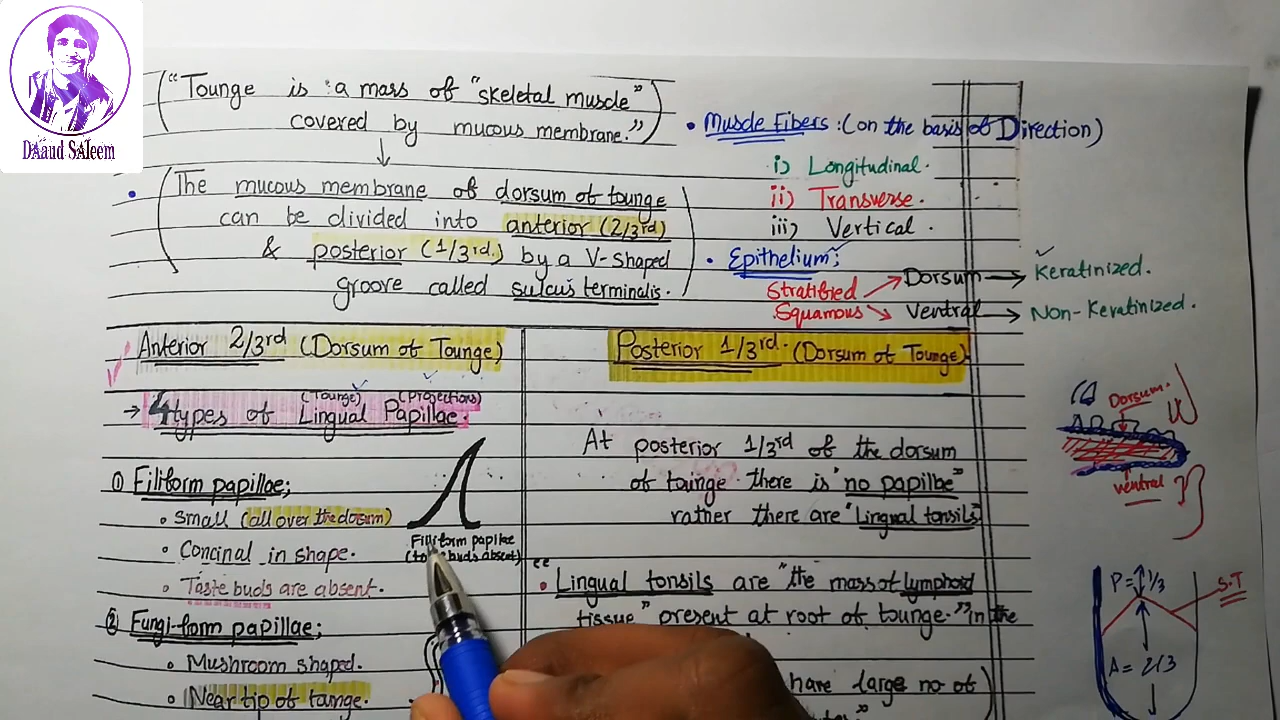 DAaud SAleem
("Tounge is a mass of "skeletal muscle"
covered by mucous membrane.")
• (The mucous membrane of dorsum of tounge
can be divided into anterior (2/3rd)
& posterior (1/3rd.) by a V-shaped
groove called sulcus terminalis.)
• Muscle Fibers: (on the basis of Direction)
i) Longitudinal.
ii) Transverse.
iii) Vertical.
• Epithelium;
Stratified Squamous
Dorsum → Keratinized.
Ventral → Non-Keratinized.
Anterior 2/3rd (Dorsum of Tounge)
(Tounge) (Projections)
→ 4 types of Lingual Papillae.
① Filiform papillae;
• Small (all over the dorsum)
• Concinal in shape.
• Taste buds are absent.
Filiform papillae
buds absent)
② Fungi-form papillae;
• Mushroom shaped.
• Near tip of tounge.
Posterior 1/3rd. (Dorsum of Tounge)
At posterior 1/3rd of the dorsum
of tounge there is "no papillae"
rather there are "Lingual tonsils"
• Lingual tonsils are "the mass of lymphoid
tissue" present at root of tounge." in the
have large no of)
Dorsum.
ventral
P = 1/3
S.T
A = 2/3